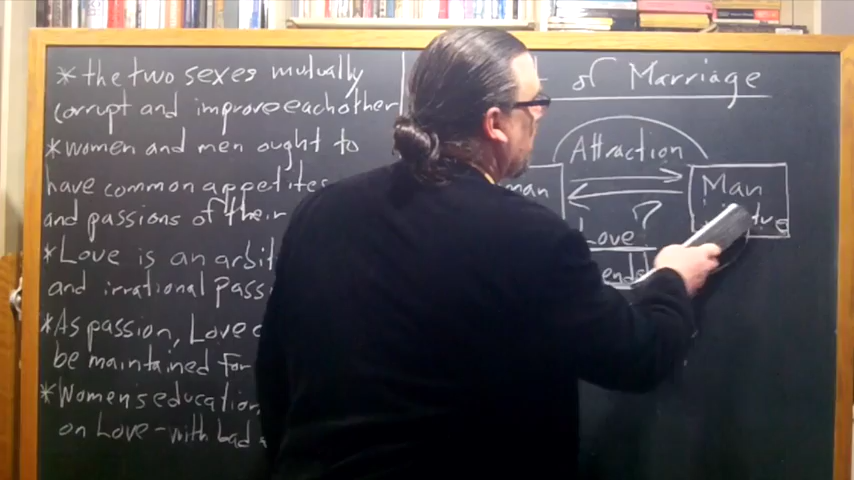 * the two sexes mutually
corrupt and improve each other
* women and men ought to
have common appetites
and passions of their
* Love is an arbit
and irrational pass
* As passion, Love c
be maintained for
* Women's education
on Love - with bad
of Marriage
Attraction
man
Man
?
Love